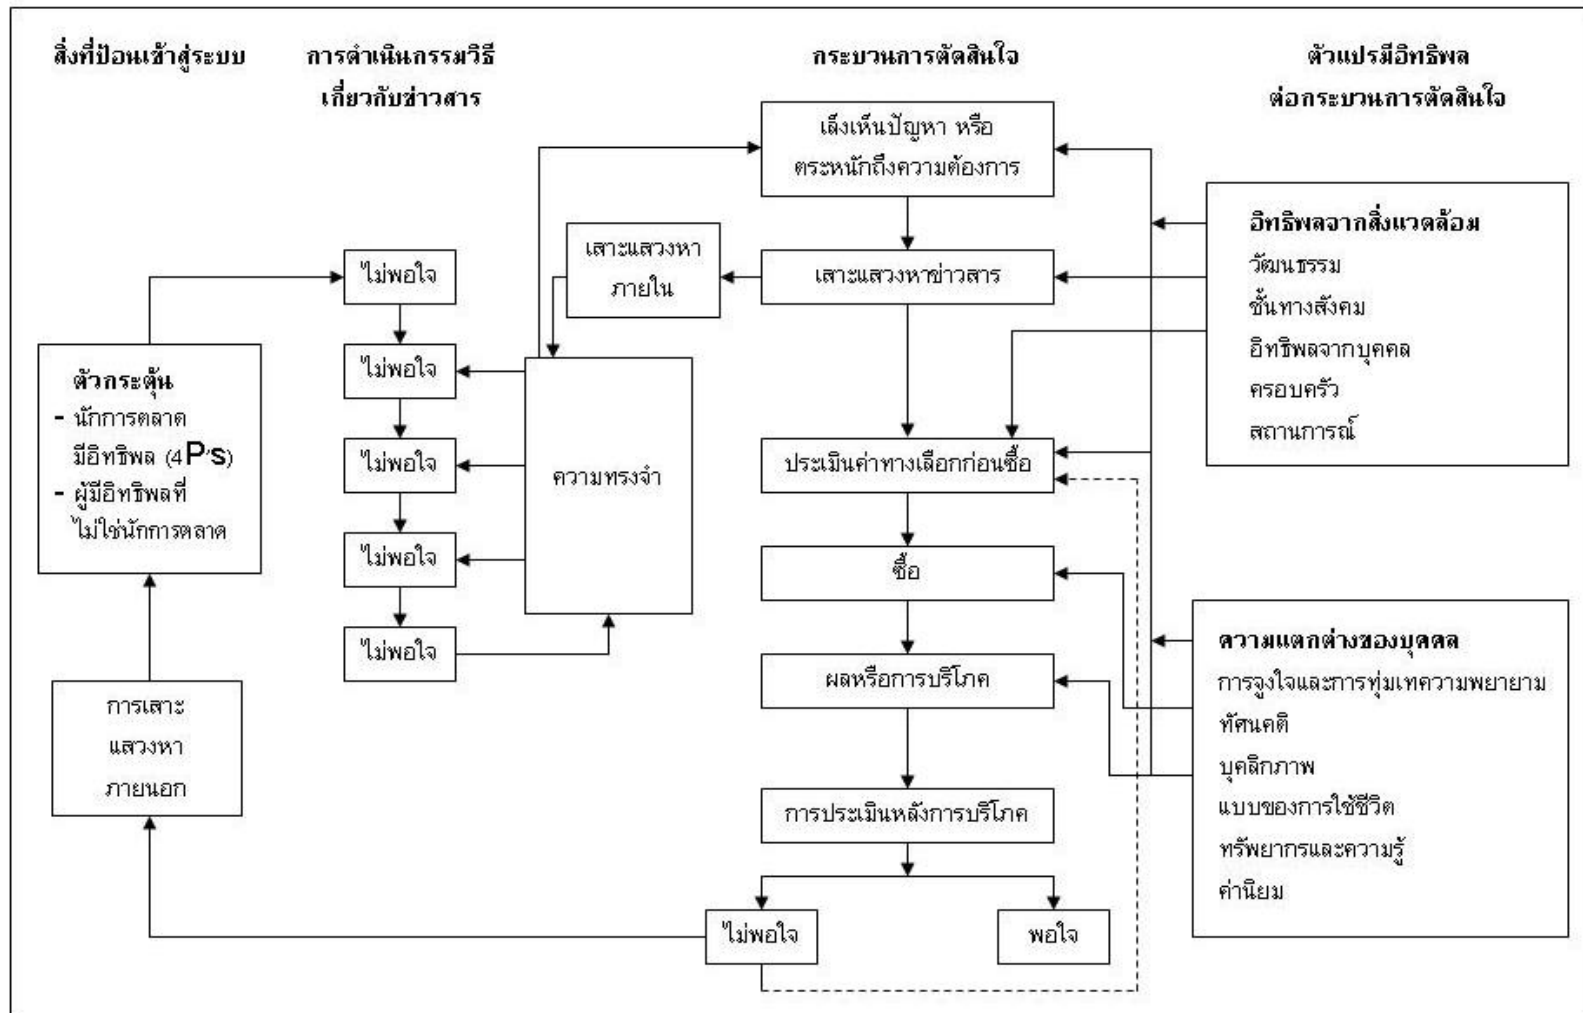 สิ่งที่ป้อนเข้าสู่ระบบ
การดำเนินกรรมวิธี
เกี่ยวกับข่าวสาร
กระบวนการตัดสินใจ
ตัวแปรมีอิทธิพล
ต่อกระบวนการตัดสินใจ
เล็งเห็นปัญหา หรือ
ตระหนักถึงความต้องการ
เสาะแสวงหา
ภายใน
เสาะแสวงหาข่าวสาร
ไม่พอใจ
ไม่พอใจ
ไม่พอใจ
ไม่พอใจ
ไม่พอใจ
ตัวกระตุ้น
- นักการตลาด
มีอิทธิพล (4P's)
- ผู้มีอิทธิพลที่
ไม่ใช่นักการตลาด
ความทรงจำ
ประเมินค่าทางเลือกก่อนซื้อ
ซื้อ
ผลหรือการบริโภค
การประเมินหลังการบริโภค
ไม่พอใจ
พอใจ
การเสาะ
แสวงหา
ภายนอก
อิทธิพลจากสิ่งแวดล้อม
วัฒนธรรม
ชั้นทางสังคม
อิทธิพลจากบุคคล
ครอบครัว
สถานการณ์
ความแตกต่างของบุคคล
การจูงใจและการทุ่มเทความพยายาม
ทัศนคติ
บุคลิกภาพ
แบบของการใช้ชีวิต
ทรัพยากรและความรู้
ค่านิยม